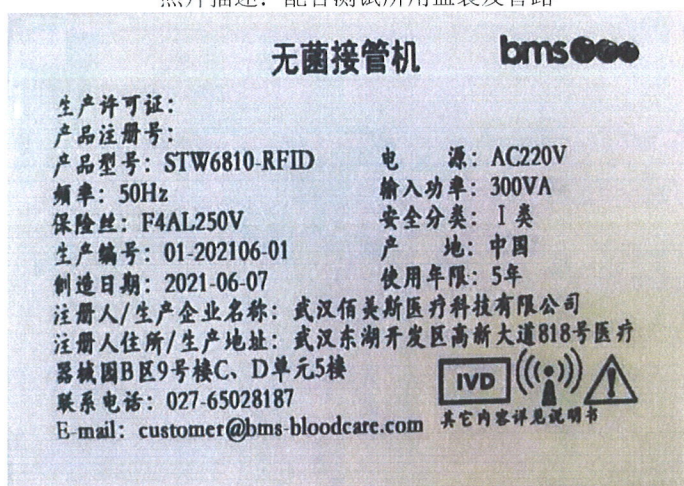 照片描述：配合测试所用血袋及管路
无菌接管机 bms
生产许可证：
产品注册号：
产品型号：STW6810-RFID 电 源：AC220V
频率：50Hz 输入功率：300VA
保险丝：F4AL250V 安全分类：I 类
生产编号：01-202106-01 产 地：中国
制造日期：2021-06-07 使用年限：5年
注册人/生产企业名称：武汉佰美斯医疗科技有限公司
注册人住所/生产地址：武汉东湖开发区高新大道818号医疗
器械园B区9号楼C、D单元5楼
联系电话：027-65028187
IVD
E-mail：customer@bms-bloodcare.com 其它内容详见说明书